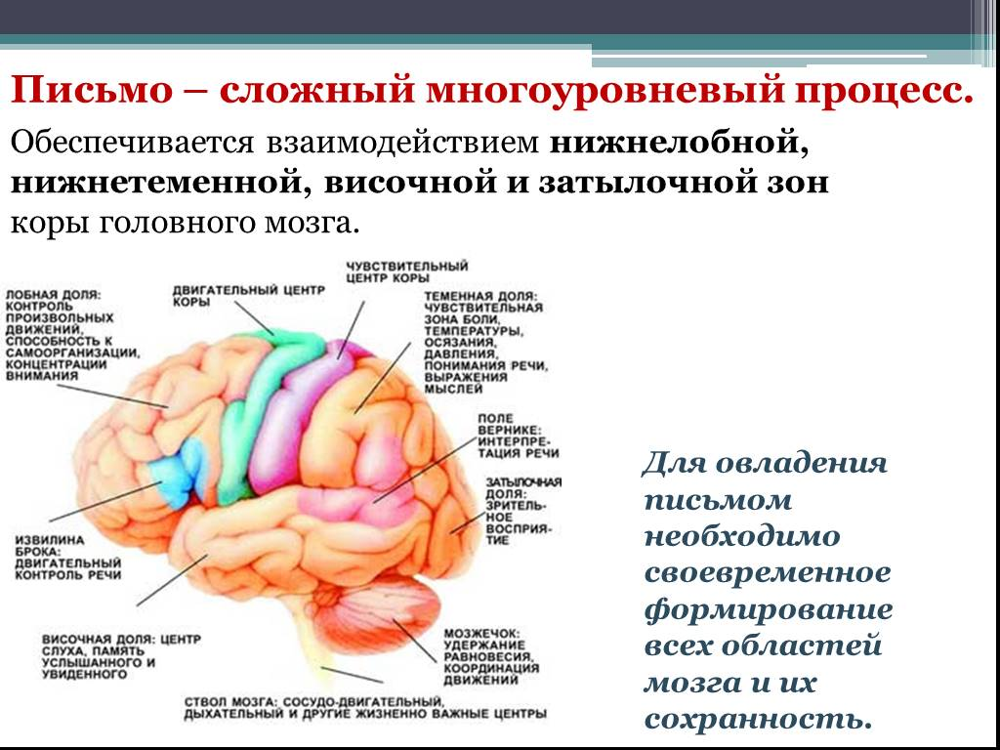 Письмо – сложный многоуровневый процесс.
Обеспечивается взаимодействием нижнелобной,
нижнетеменной, височной и затылочной зон
коры головного мозга.
ЧУВСТВИТЕЛЬНЫЙ
ЦЕНТР КОРЫ
ДВИГАТЕЛЬНЫЙ ЦЕНТР
КОРЫ
ЛОБНАЯ ДОЛЯ:
КОНТРОЛЬ
ПРОИЗВОЛЬНЫХ
ДВИЖЕНИЙ,
СПОСОБНОСТЬ К
САМООРГАНИЗАЦИИ,
КОНЦЕНТРАЦИИ
ВНИМАНИЯ
ТЕМЕННАЯ ДОЛЯ:
ЧУВСТВИТЕЛЬНАЯ
ЗОНА БОЛИ,
ТЕМПЕРАТУРЫ,
ОСЯЗАНИЯ,
ДАВЛЕНИЯ,
ПОНИМАНИЯ РЕЧИ,
ВЫРАЖЕНИЯ
МЫСЛЕЙ
ПОЛЕ
ВЕРНИКЕ:
ИНТЕРПРЕ-
ТАЦИЯ РЕЧИ
ЗАТЫЛОЧНАЯ
ДОЛЯ:
ЗРИТЕЛЬ-
НОЕ
ВОСПРИЯ-
ТИЕ
ИЗВИЛИНА
БРОКА:
ДВИГАТЕЛЬНЫЙ
КОНТРОЛЬ РЕЧИ
ВИСОЧНАЯ ДОЛЯ: ЦЕНТР
СЛУХА, ПАМЯТЬ
УСЛЫШАННОГО И
УВИДЕННОГО
МОЗЖЕЧОК:
УДЕРЖАНИЕ
РАВНОВЕСИЯ,
КООРДИНАЦИЯ
ДВИЖЕНИЙ
СТВОЛ МОЗГА: СОСУДО-ДВИГАТЕЛЬНЫЙ,
ДЫХАТЕЛЬНЫЙ И ДРУГИЕ ЖИЗНЕННО ВАЖНЫЕ ЦЕНТРЫ
Для овладения
письмом
необходимо
своевременное
формирование
всех областей
мозга и их
сохранность.